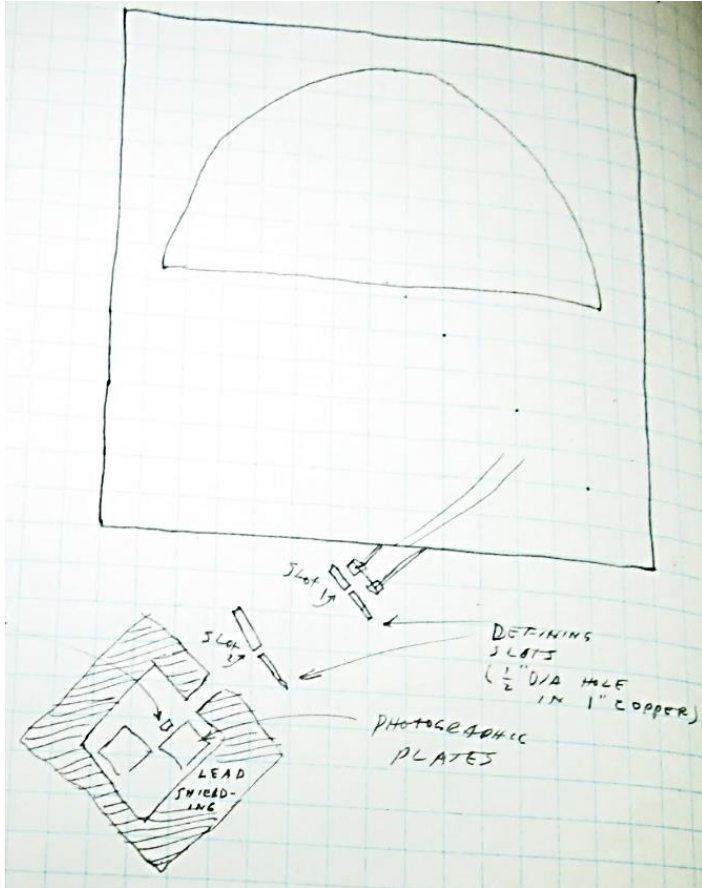 SLOT
1
SLOT
2
DEFINING
SLOTS
(½" DIA HOLE
IN 1" COPPER)
PHOTOGRAPHIC
PLATES
LEAD
SHIELD-
ING